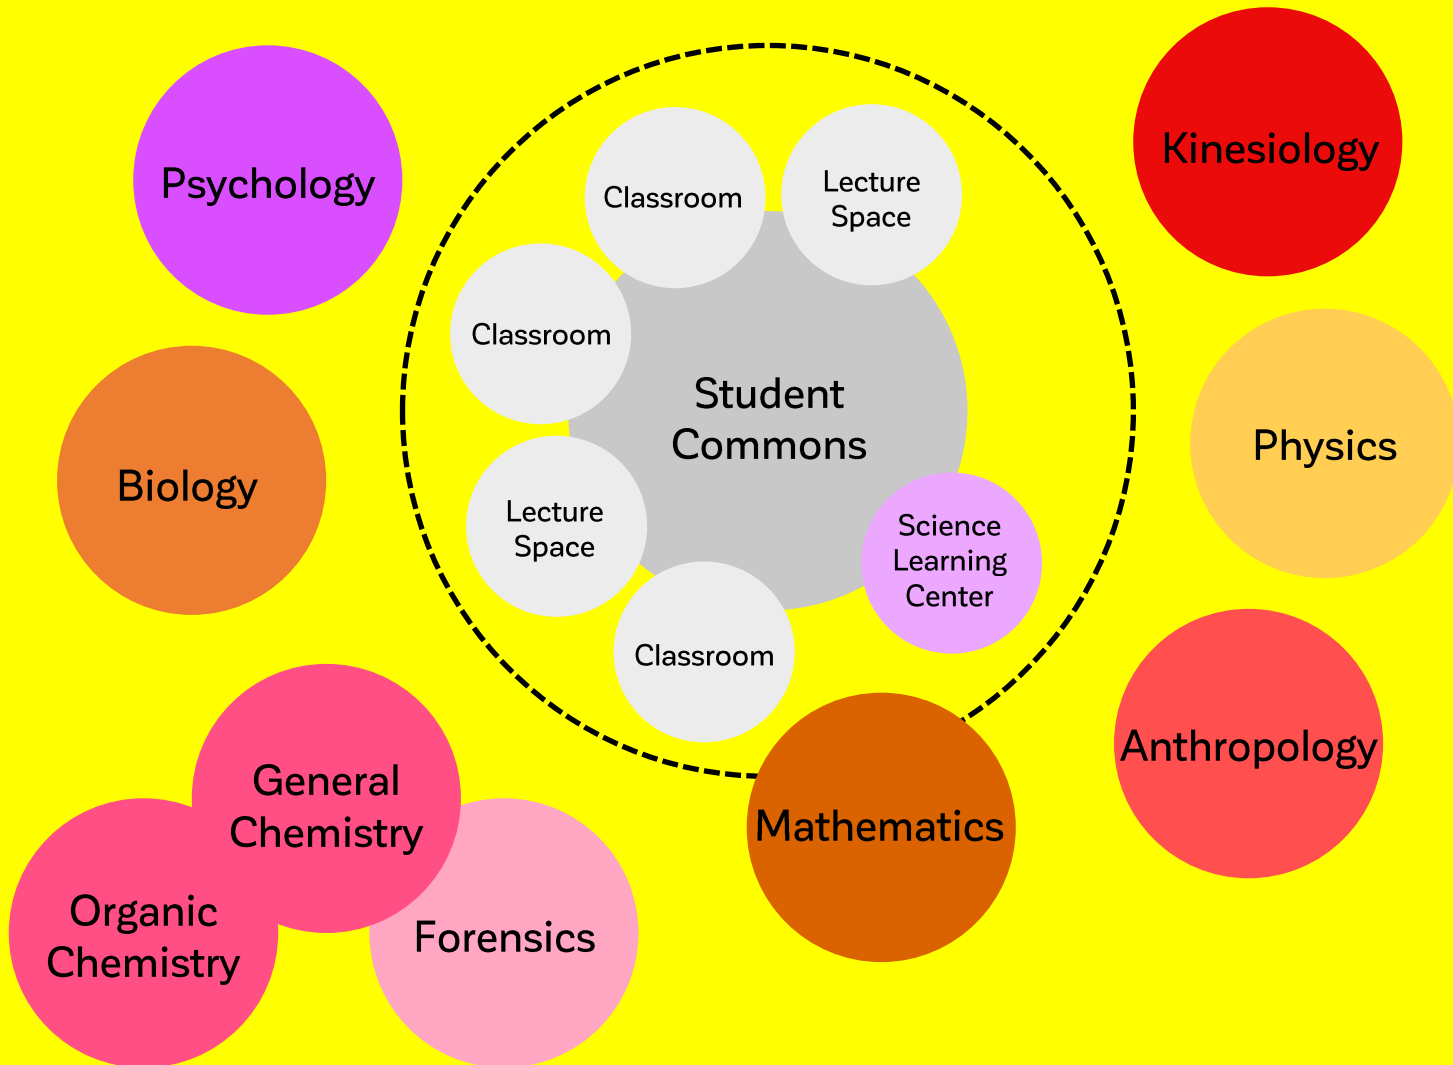 Psychology
Kinesiology
Classroom
Lecture
Space
Classroom
Student
Commons
Biology
Physics
Lecture
Space
Science
Learning
Center
Classroom
General
Chemistry
Anthropology
Mathematics
Organic
Chemistry
Forensics